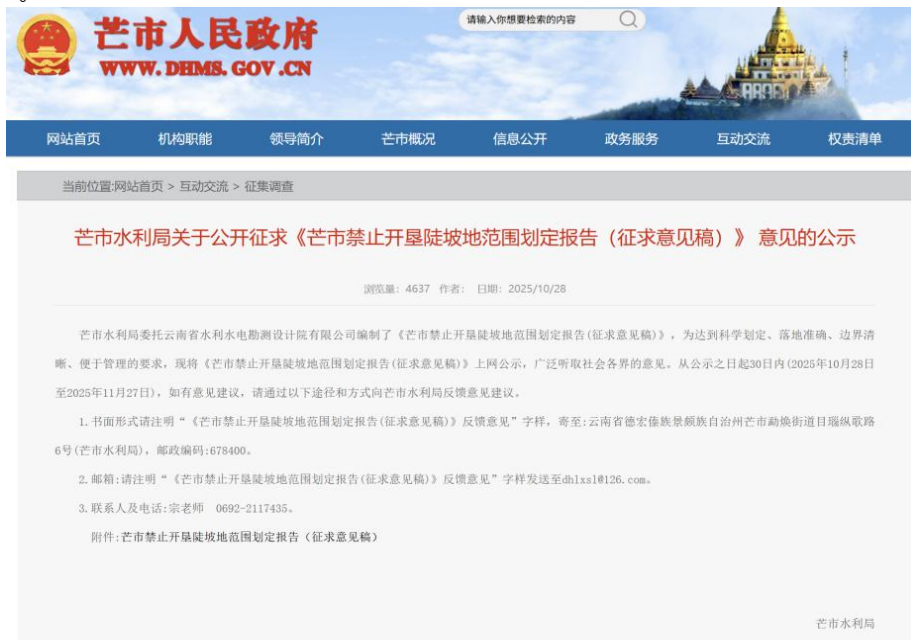 芒市人民政府
WWW.DHMS.GOV.CN
请输入你想要检索的内容
网站首页 机构职能 领导简介 芒市概况 信息公开 政务服务 互动交流 权责清单
当前位置:网站首页 > 互动交流 > 征集调查
芒市水利局关于公开征求《芒市禁止开垦陡坡地范围划定报告（征求意见稿）》 意见的公示
浏览量: 4637 作者: 日期: 2025/10/28
芒市水利局委托云南省水利水电勘测设计院有限公司编制了《芒市禁止开垦陡坡地范围划定报告(征求意见稿)》, 为达到科学划定、落地准确、边界清
晰、便于管理的要求, 现将《芒市禁止开垦陡坡地范围划定报告(征求意见稿)》上网公示, 广泛听取社会各界的意见。从公示之日起30日内(2025年10月28日
至2025年11月27日), 如有意见建议, 请通过以下途径和方式向芒市水利局反馈意见建议。
1.书面形式请注明“《芒市禁止开垦陡坡地范围划定报告(征求意见稿)》反馈意见”字样, 寄至:云南省德宏傣族景颇族自治州芒市勐焕街道目瑙纵歌路
6号(芒市水利局), 邮政编码:678400。
2.邮箱:请注明“《芒市禁止开垦陡坡地范围划定报告(征求意见稿)》反馈意见”字样发送至dhlxsl@126.com。
3.联系人及电话:宗老师 0692-2117435。
附件:芒市禁止开垦陡坡地范围划定报告（征求意见稿）
芒市水利局